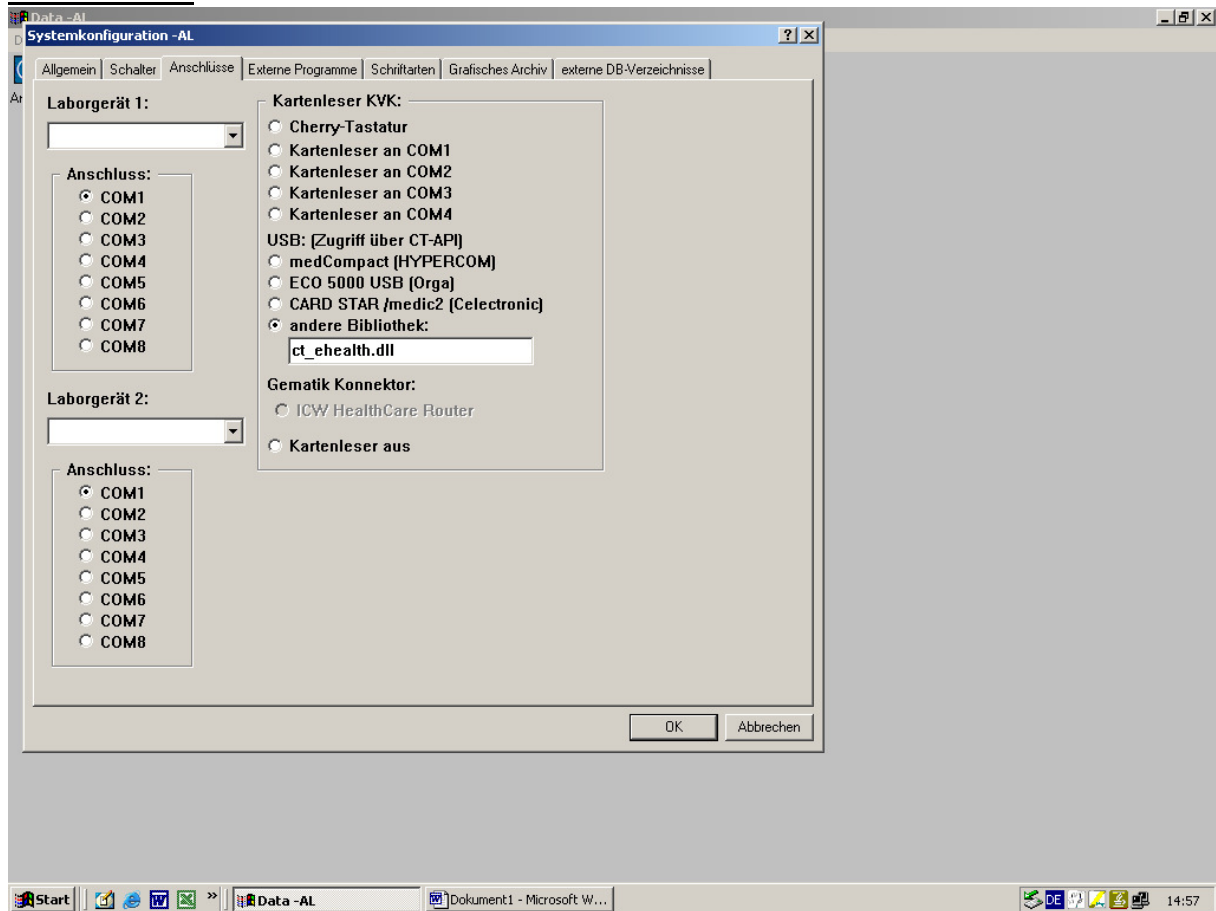 Data -AL
Systemkonfiguration -AL
Allgemein
Schalter
Anschlüsse
Externe Programme
Schriftarten
Grafisches Archiv
externe DB-Verzeichnisse
Laborgerät 1:
Anschluss:
COM1
COM2
COM3
COM4
COM5
COM6
COM7
COM8
Laborgerät 2:
Anschluss:
COM1
COM2
COM3
COM4
COM5
COM6
COM7
COM8
Kartenleser KVK:
Cherry-Tastatur
Kartenleser an COM1
Kartenleser an COM2
Kartenleser an COM3
Kartenleser an COM4
USB: (Zugriff über CT-API)
medCompact (HYPERCOM)
ECO 5000 USB (Orga)
CARD STAR /medic2 (Celectronic)
andere Bibliothek:
ct_ehealth.dll
Gematik Konnektor:
ICW HealthCare Router
Kartenleser aus
OK
Abbrechen
Start
Data -AL
Dokument1 - Microsoft W...
DE
14:57